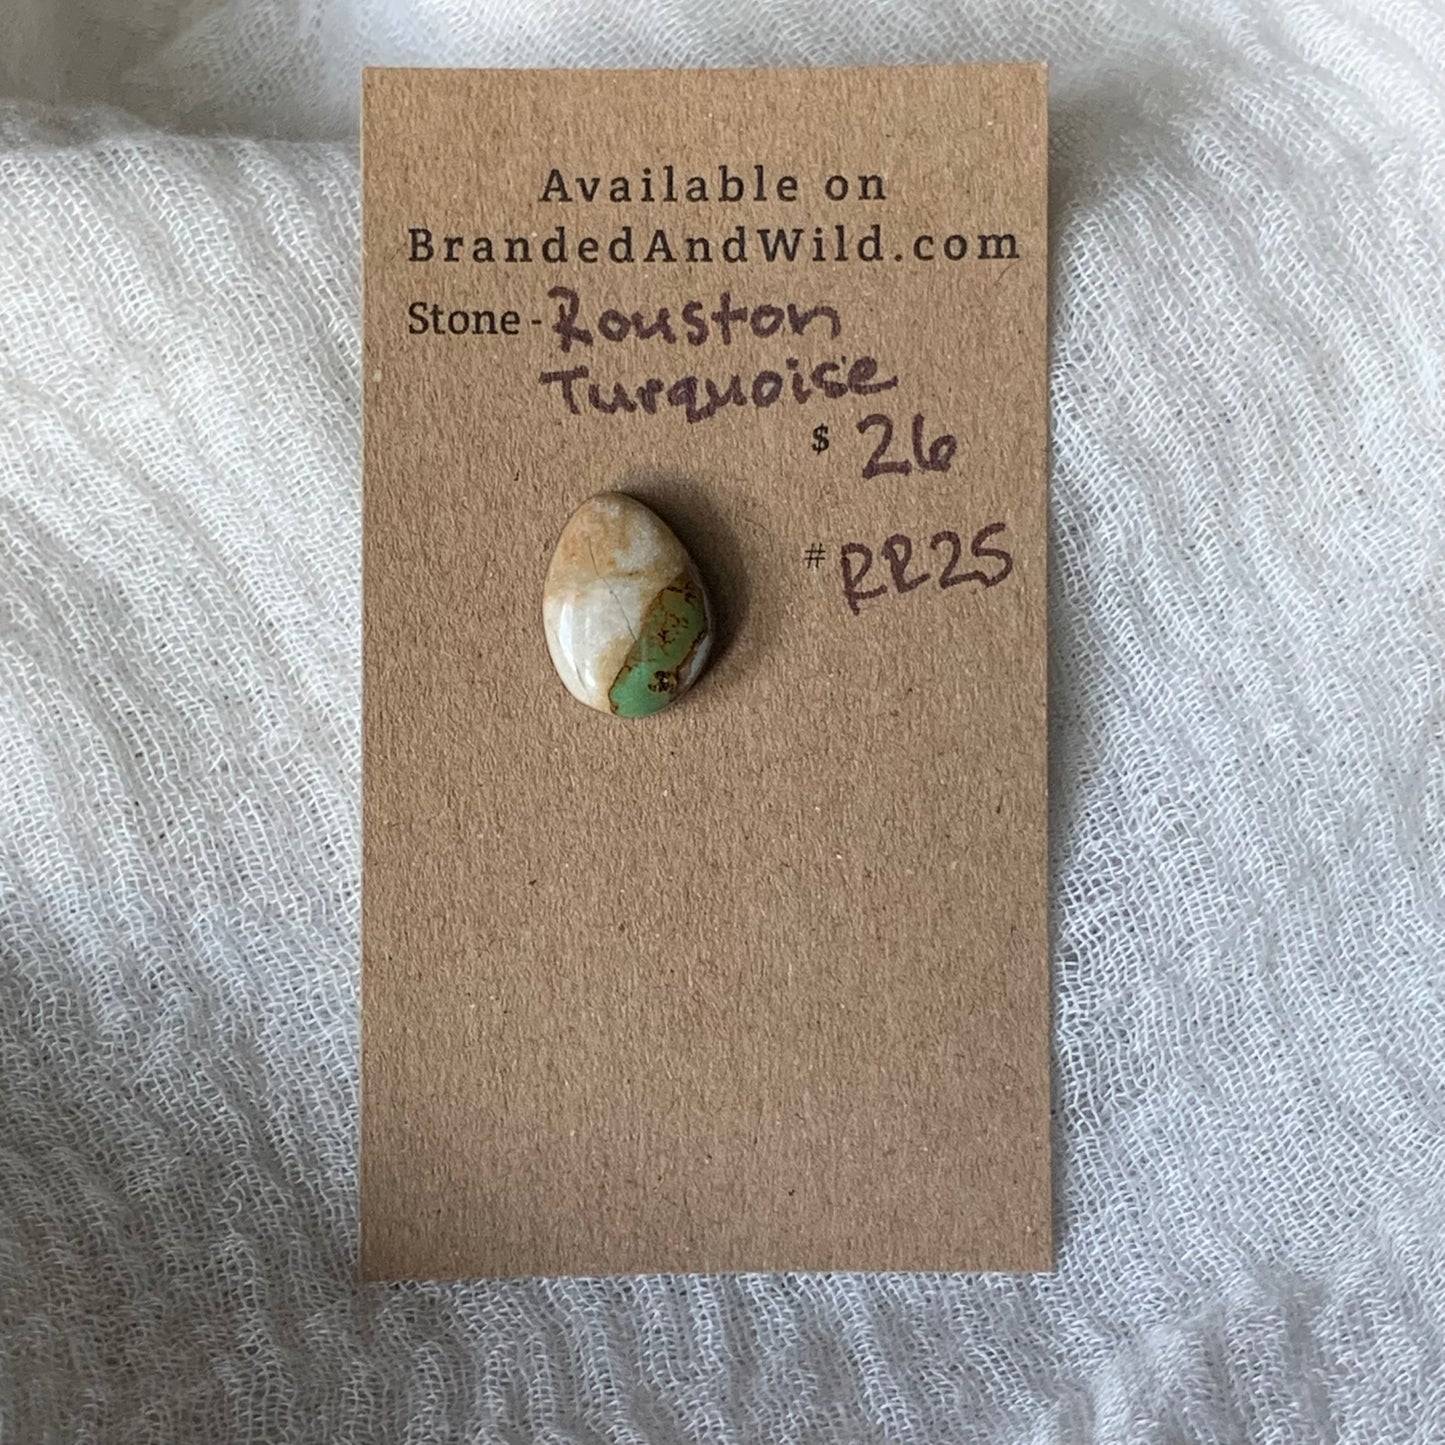 Available on
BrandedAndWild.com
Stone - Rouston
Turquoise
$ 26
# RR25